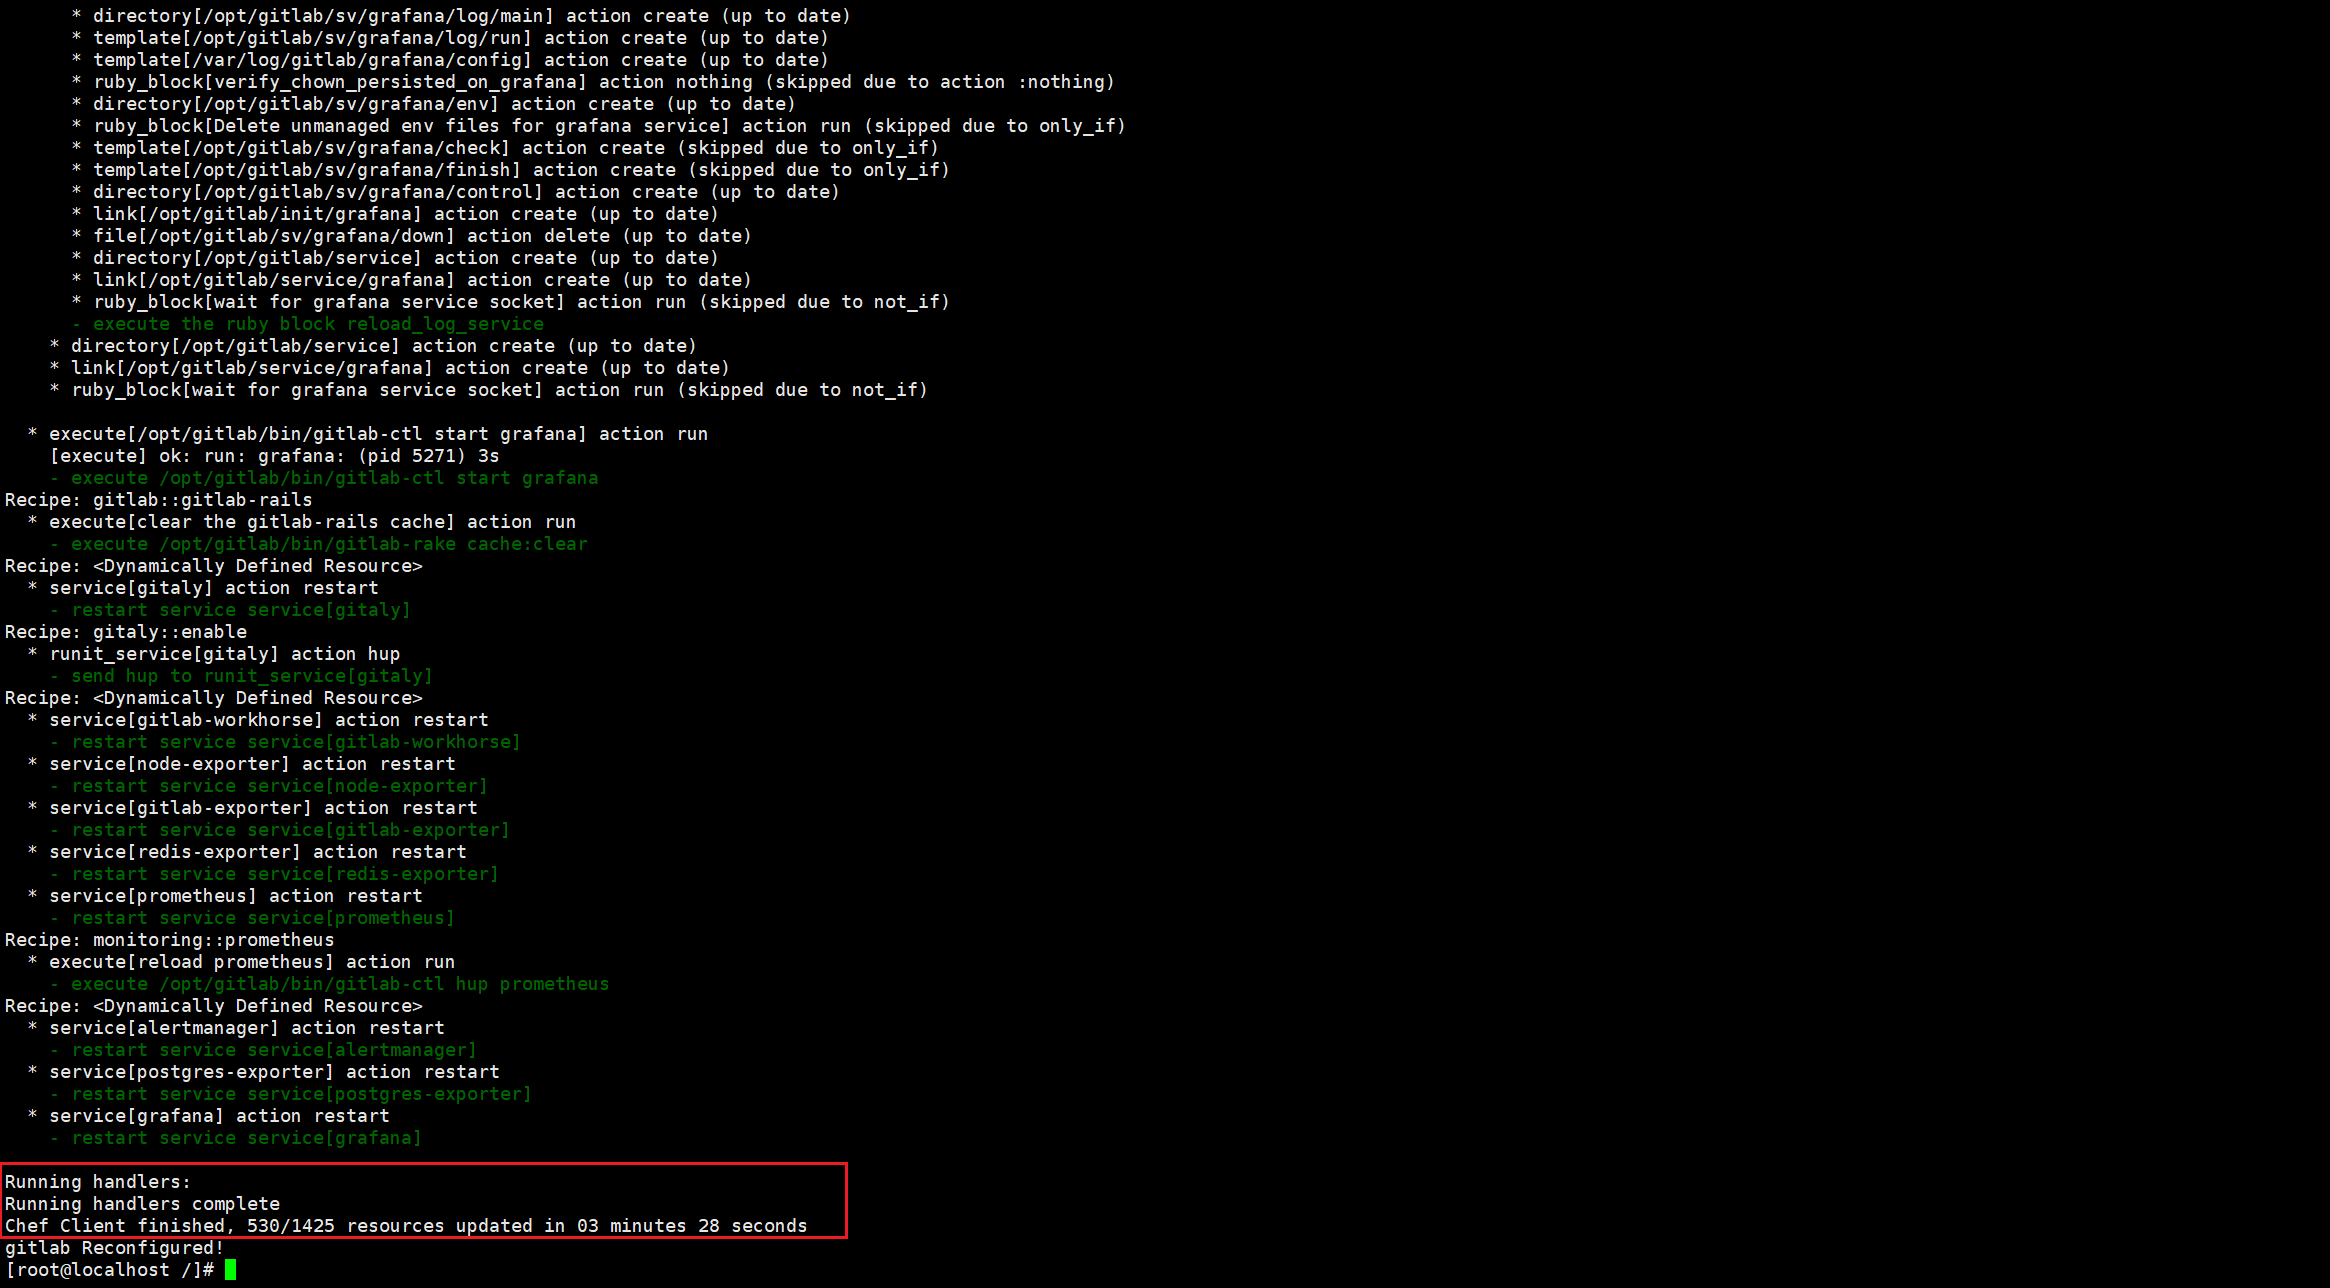 * directory[/opt/gitlab/sv/grafana/log/main] action create (up to date)
* template[/opt/gitlab/sv/grafana/log/run] action create (up to date)
* template[/var/log/gitlab/grafana/config] action create (up to date)
* ruby_block[verify_chown_persisted_on_grafana] action nothing (skipped due to action :nothing)
* directory[/opt/gitlab/sv/grafana/env] action create (up to date)
* ruby_block[Delete unmanaged env files for grafana service] action run (skipped due to only_if)
* template[/opt/gitlab/sv/grafana/check] action create (skipped due to only_if)
* template[/opt/gitlab/sv/grafana/finish] action create (skipped due to only_if)
* directory[/opt/gitlab/sv/grafana/control] action create (up to date)
* link[/opt/gitlab/init/grafana] action create (up to date)
* file[/opt/gitlab/sv/grafana/down] action delete (up to date)
* directory[/opt/gitlab/service] action create (up to date)
* link[/opt/gitlab/service/grafana] action create (up to date)
* ruby_block[wait for grafana service socket] action run (skipped due to not_if)
- execute the ruby block reload_log_service
* directory[/opt/gitlab/service] action create (up to date)
* link[/opt/gitlab/service/grafana] action create (up to date)
* ruby_block[wait for grafana service socket] action run (skipped due to not_if)
* execute[/opt/gitlab/bin/gitlab-ctl start grafana] action run
[execute] ok: run: grafana: (pid 5271) 3s
- execute /opt/gitlab/bin/gitlab-ctl start grafana
Recipe: gitlab::gitlab-rails
* execute[clear the gitlab-rails cache] action run
- execute /opt/gitlab/bin/gitlab-rake cache:clear
Recipe: <Dynamically Defined Resource>
* service[gitaly] action restart
- restart service service[gitaly]
Recipe: gitaly::enable
* runit_service[gitaly] action hup
- send hup to runit_service[gitaly]
Recipe: <Dynamically Defined Resource>
* service[gitlab-workhorse] action restart
- restart service service[gitlab-workhorse]
* service[node-exporter] action restart
- restart service service[node-exporter]
* service[gitlab-exporter] action restart
- restart service service[gitlab-exporter]
* service[redis-exporter] action restart
- restart service service[redis-exporter]
* service[prometheus] action restart
- restart service service[prometheus]
Recipe: monitoring::prometheus
* execute[reload prometheus] action run
- execute /opt/gitlab/bin/gitlab-ctl hup prometheus
Recipe: <Dynamically Defined Resource>
* service[alertmanager] action restart
- restart service service[alertmanager]
* service[postgres-exporter] action restart
- restart service service[postgres-exporter]
* service[grafana] action restart
- restart service service[grafana]
Running handlers:
Running handlers complete
Chef Client finished, 530/1425 resources updated in 03 minutes 28 seconds
gitlab Reconfigured!
[root@localhost /]#